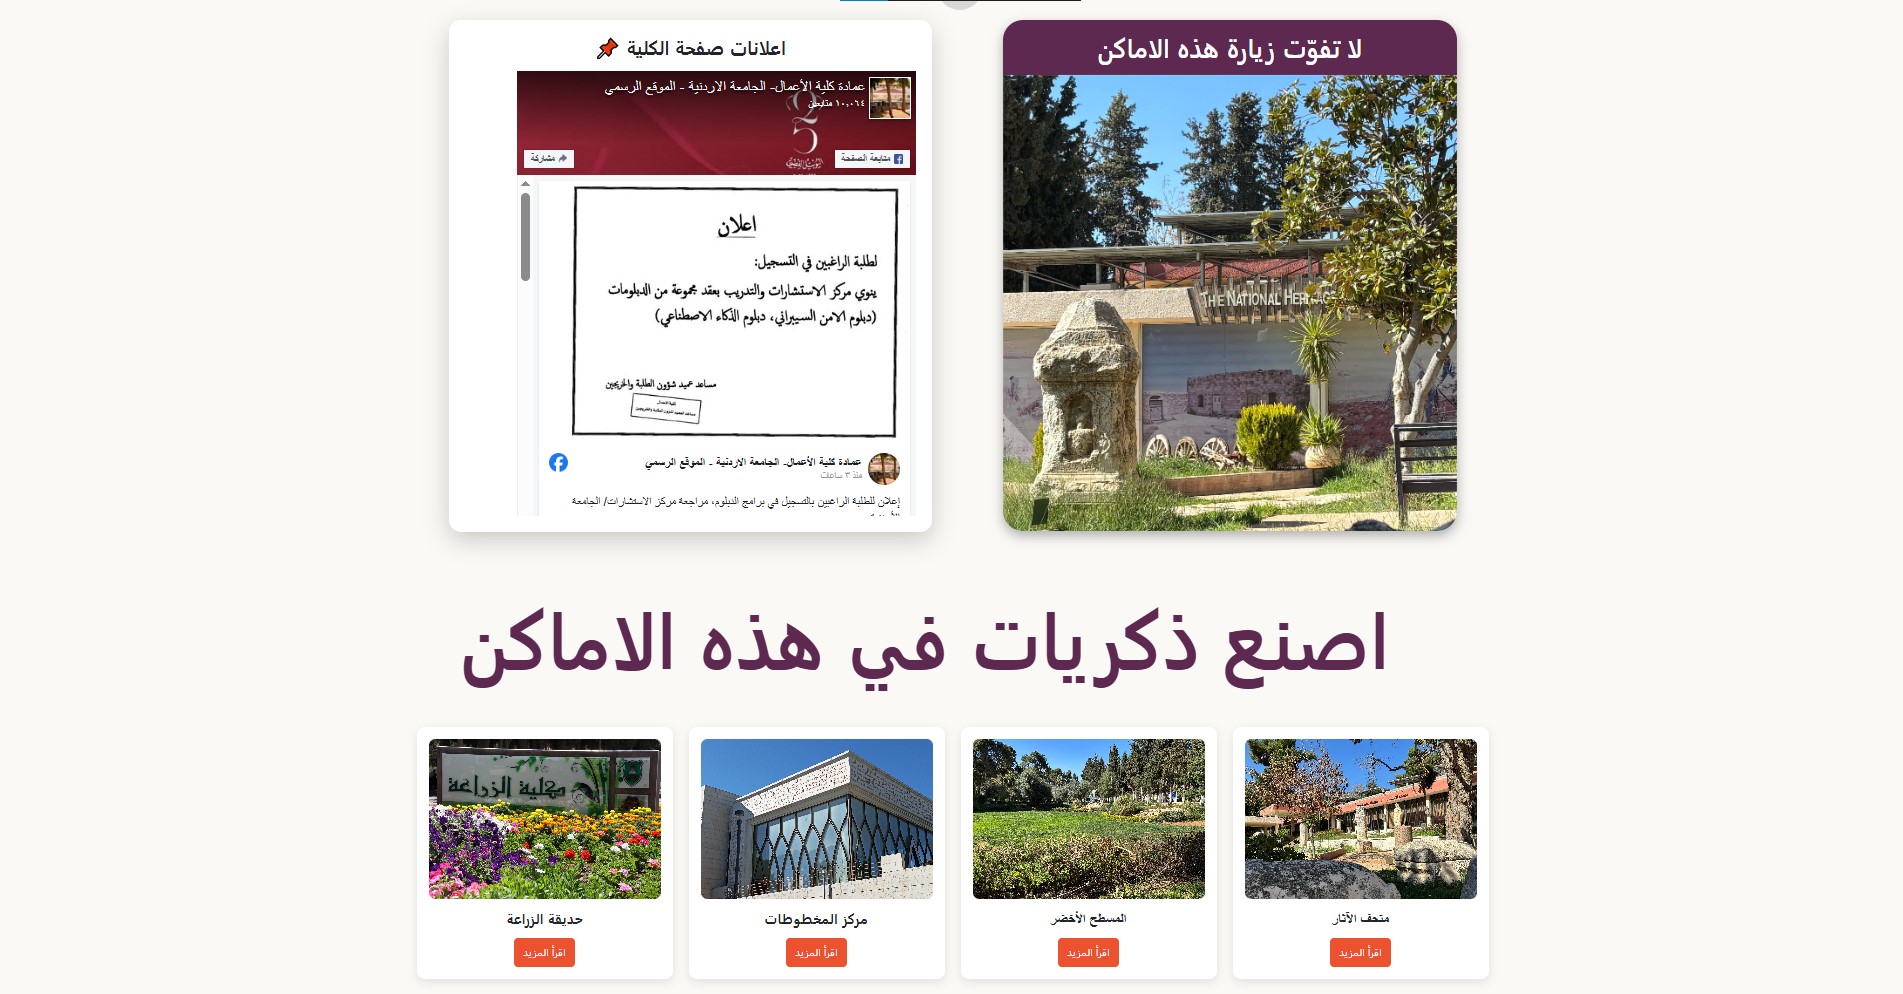 لا تفوّت زيارة هذه الاماكن
THE NATIONAL HERITAGE
اعلانات صفحة الكلية 📌
عمادة كلية الأعمال- الجامعة الاردنية - الموقع الرسمي
١٠,٠٦٤ متابعين
متابعة الصفحة
مشاركة
اعلان
لطلبة الراغبين في التسجيل:
ينوي مركز الاستشارات والتدريب بعقد مجموعة من الدبلومات
(دبلوم الامن السيبراني، دبلوم الذكاء الاصطناعي)
مساعد عميد شؤون الطلبة والخريجين
عمادة كلية الأعمال- الجامعة الاردنية - الموقع الرسمي
منذ ٣ ساعات
إعلان للطلبة الراغبين بالتسجيل في برامج الدبلوم، مراجعة مركز الاستشارات/ الجامعة
اصنع ذكريات في هذه الاماكن
متحف الآثار
اقرأ المزيد
المسطح الأخضر
اقرأ المزيد
مركز المخطوطات
اقرأ المزيد
كلية الزراعة
حديقة الزراعة
اقرأ المزيد